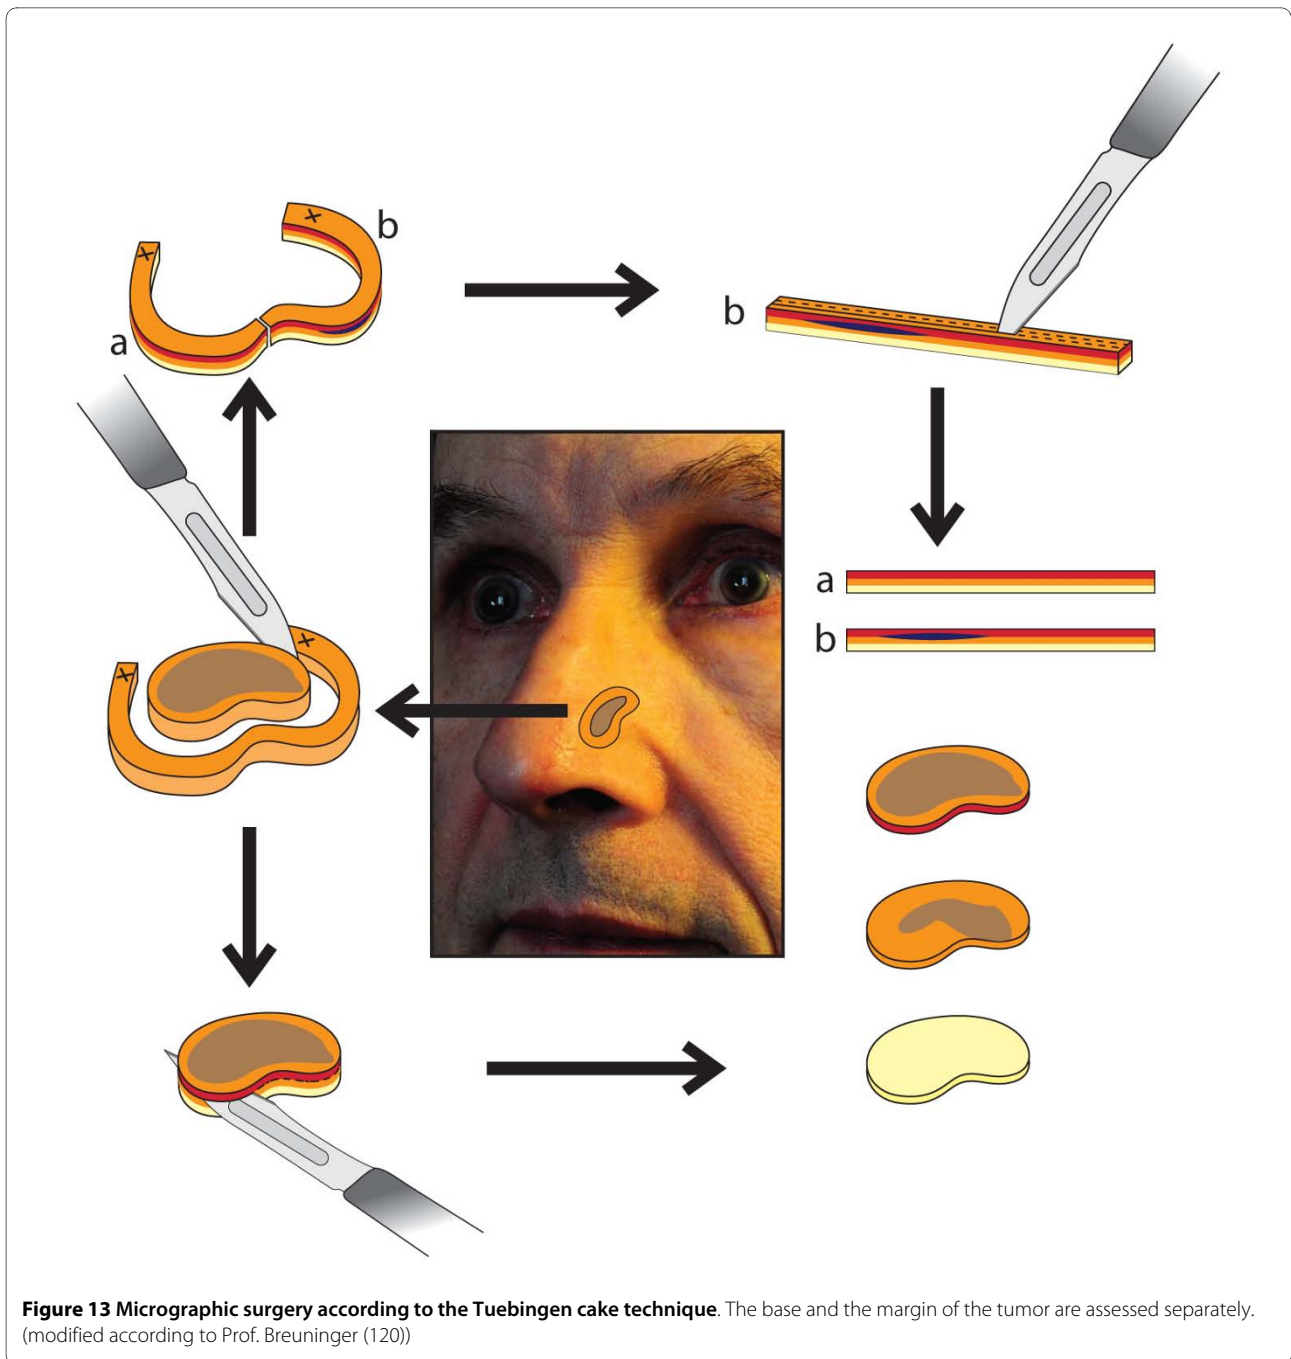 b
a
b
a
b
Figure 13 Micrographic surgery according to the Tuebingen cake technique. The base and the margin of the tumor are assessed separately.
(modified according to Prof. Breuninger (120))